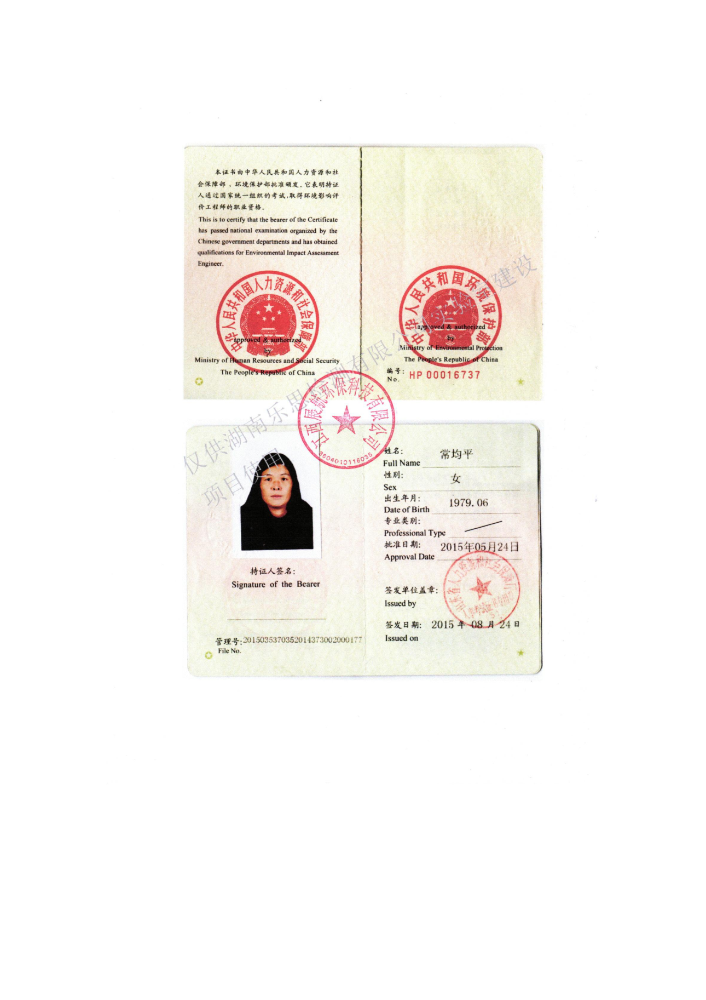 本证书由中华人民共和国人力资源和社
会保障部、环境保护部批准颁发。它表明持证
人通过国家统一组织的考试,取得环境影响评
价工程师的职业资格。
This is to certify that the bearer of the Certificate
has passed national examination organized by the
Chinese government departments and has obtained
qualifications for Environmental Impact Assessment
Engineer.
中华人民共和国人力资源和社会保障部
approved & authorized
by
Ministry of Human Resources and Social Security
The People's Republic of China
中华人民共和国环境保护部
approved & authorized
by
Ministry of Environmental Protection
The People's Republic of China
编号: HP 00016737
No.
仅供湖南乐思检测有限公司实验室建设
项目使用
江西展航环保科技有限公司
3604010116035
持证人签名:
Signature of the Bearer
管理号:2015035370352014373002000177
File No.
姓名: 常均平
Full Name
性别: 女
Sex
出生年月: 1979.06
Date of Birth
专业类别:
Professional Type
批准日期: 2015年05月24日
Approval Date
签发单位盖章:
Issued by
山东省人力资源和社会保障厅
签发日期: 2015 年 08 月 24 日
Issued on